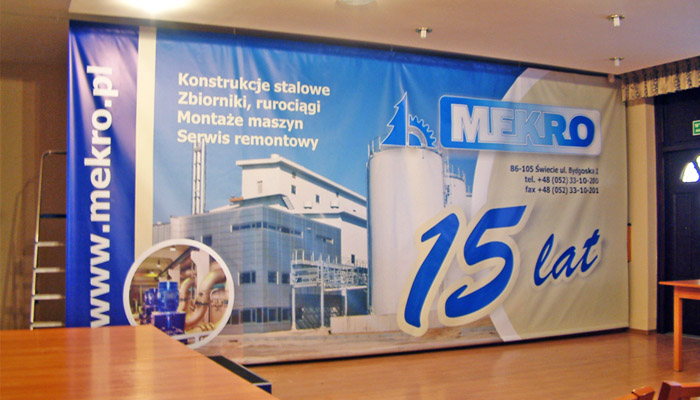 www.mekro.pl
Konstrukcje stalowe
Zbiorniki, rurociągi
Montaże maszyn
Serwis remontowy
MEKRO
86-105 Świecie ul. Bydgoska 1
tel. +48 (052) 33-10-200
fax +48 (052) 33-10-201
15 lat